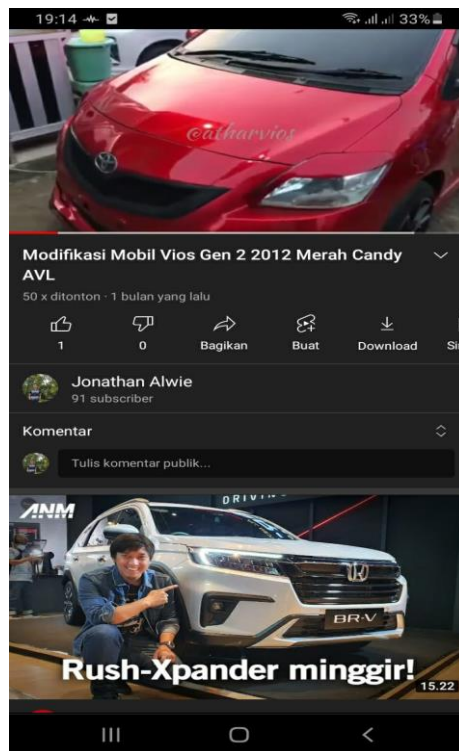 19:14
33%
@atharvios
Modifikasi Mobil Vios Gen 2 2012 Merah Candy
AVL
50 x ditonton · 1 bulan yang lalu
1
0
Bagikan
Buat
Download
Jonathan Alwie
91 subscriber
Komentar
Tulis komentar publik...
ANM
BR-V
Rush-Xpander minggir!
15.22